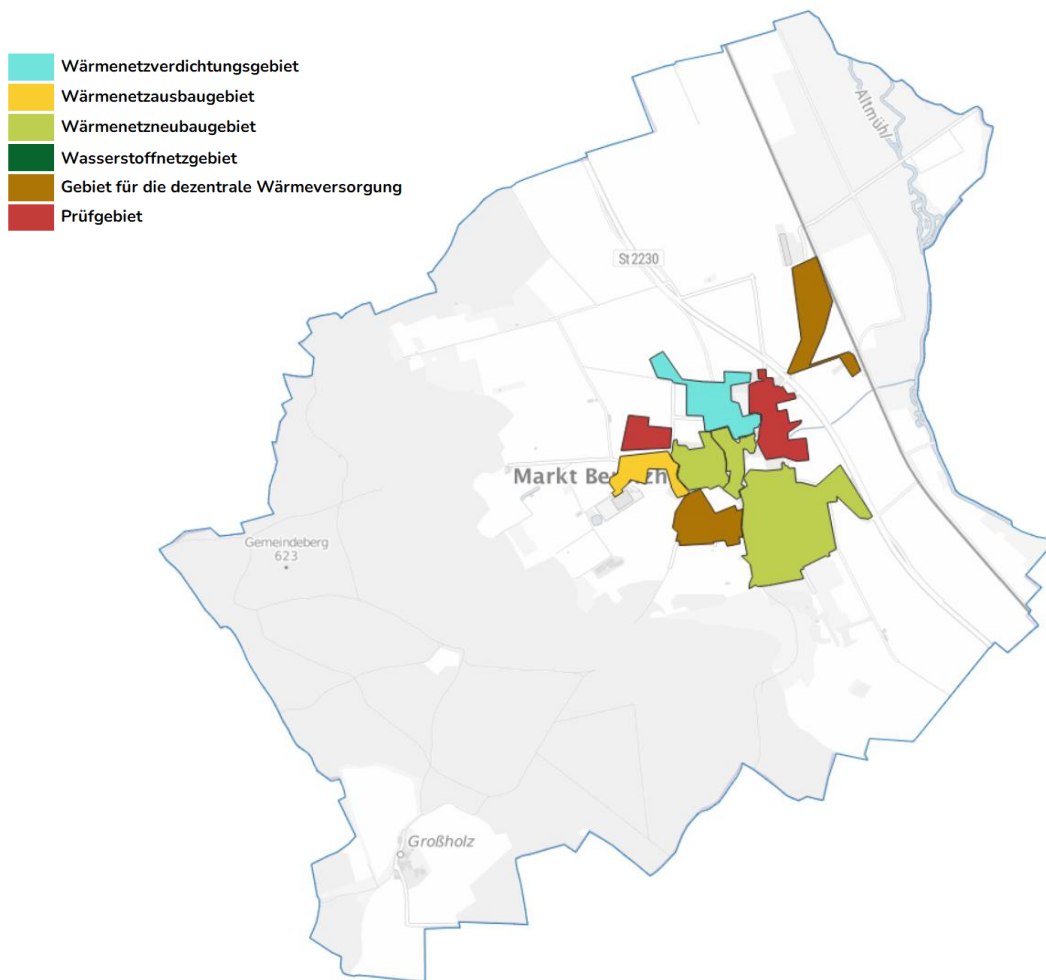 Wärmenetzverdichtungsgebiet
Wärmenetzausbaugebiet
Wärmenetzneubaugebiet
Wasserstoffnetzgebiet
Gebiet für die dezentrale Wärmeversorgung
Prüfgebiet
Altmühl
St 2230
Markt
Gemeindeberg
623
Großholz